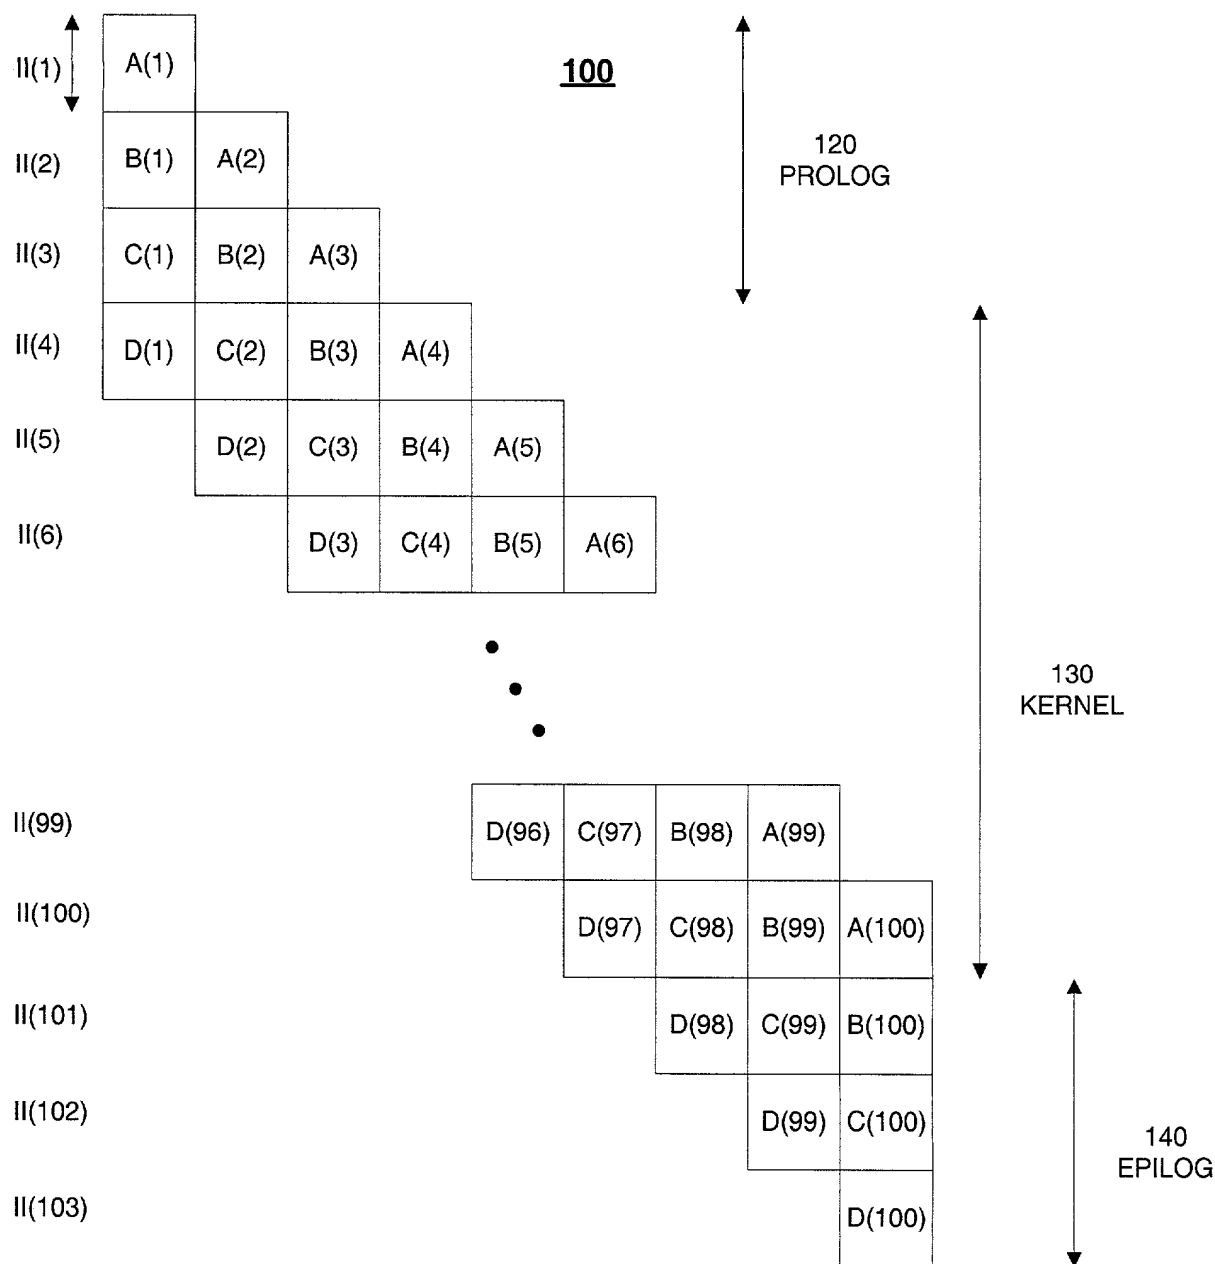 II(1) A(1) 100
II(2) B(1) A(2) 120
PROLOG
II(3) C(1) B(2) A(3)
II(4) D(1) C(2) B(3) A(4)
II(5) D(2) C(3) B(4) A(5)
II(6) D(3) C(4) B(5) A(6)
130
KERNEL
II(99) D(96) C(97) B(98) A(99)
II(100) D(97) C(98) B(99) A(100)
II(101) D(98) C(99) B(100)
II(102) D(99) C(100)
140
EPILOG
II(103) D(100)